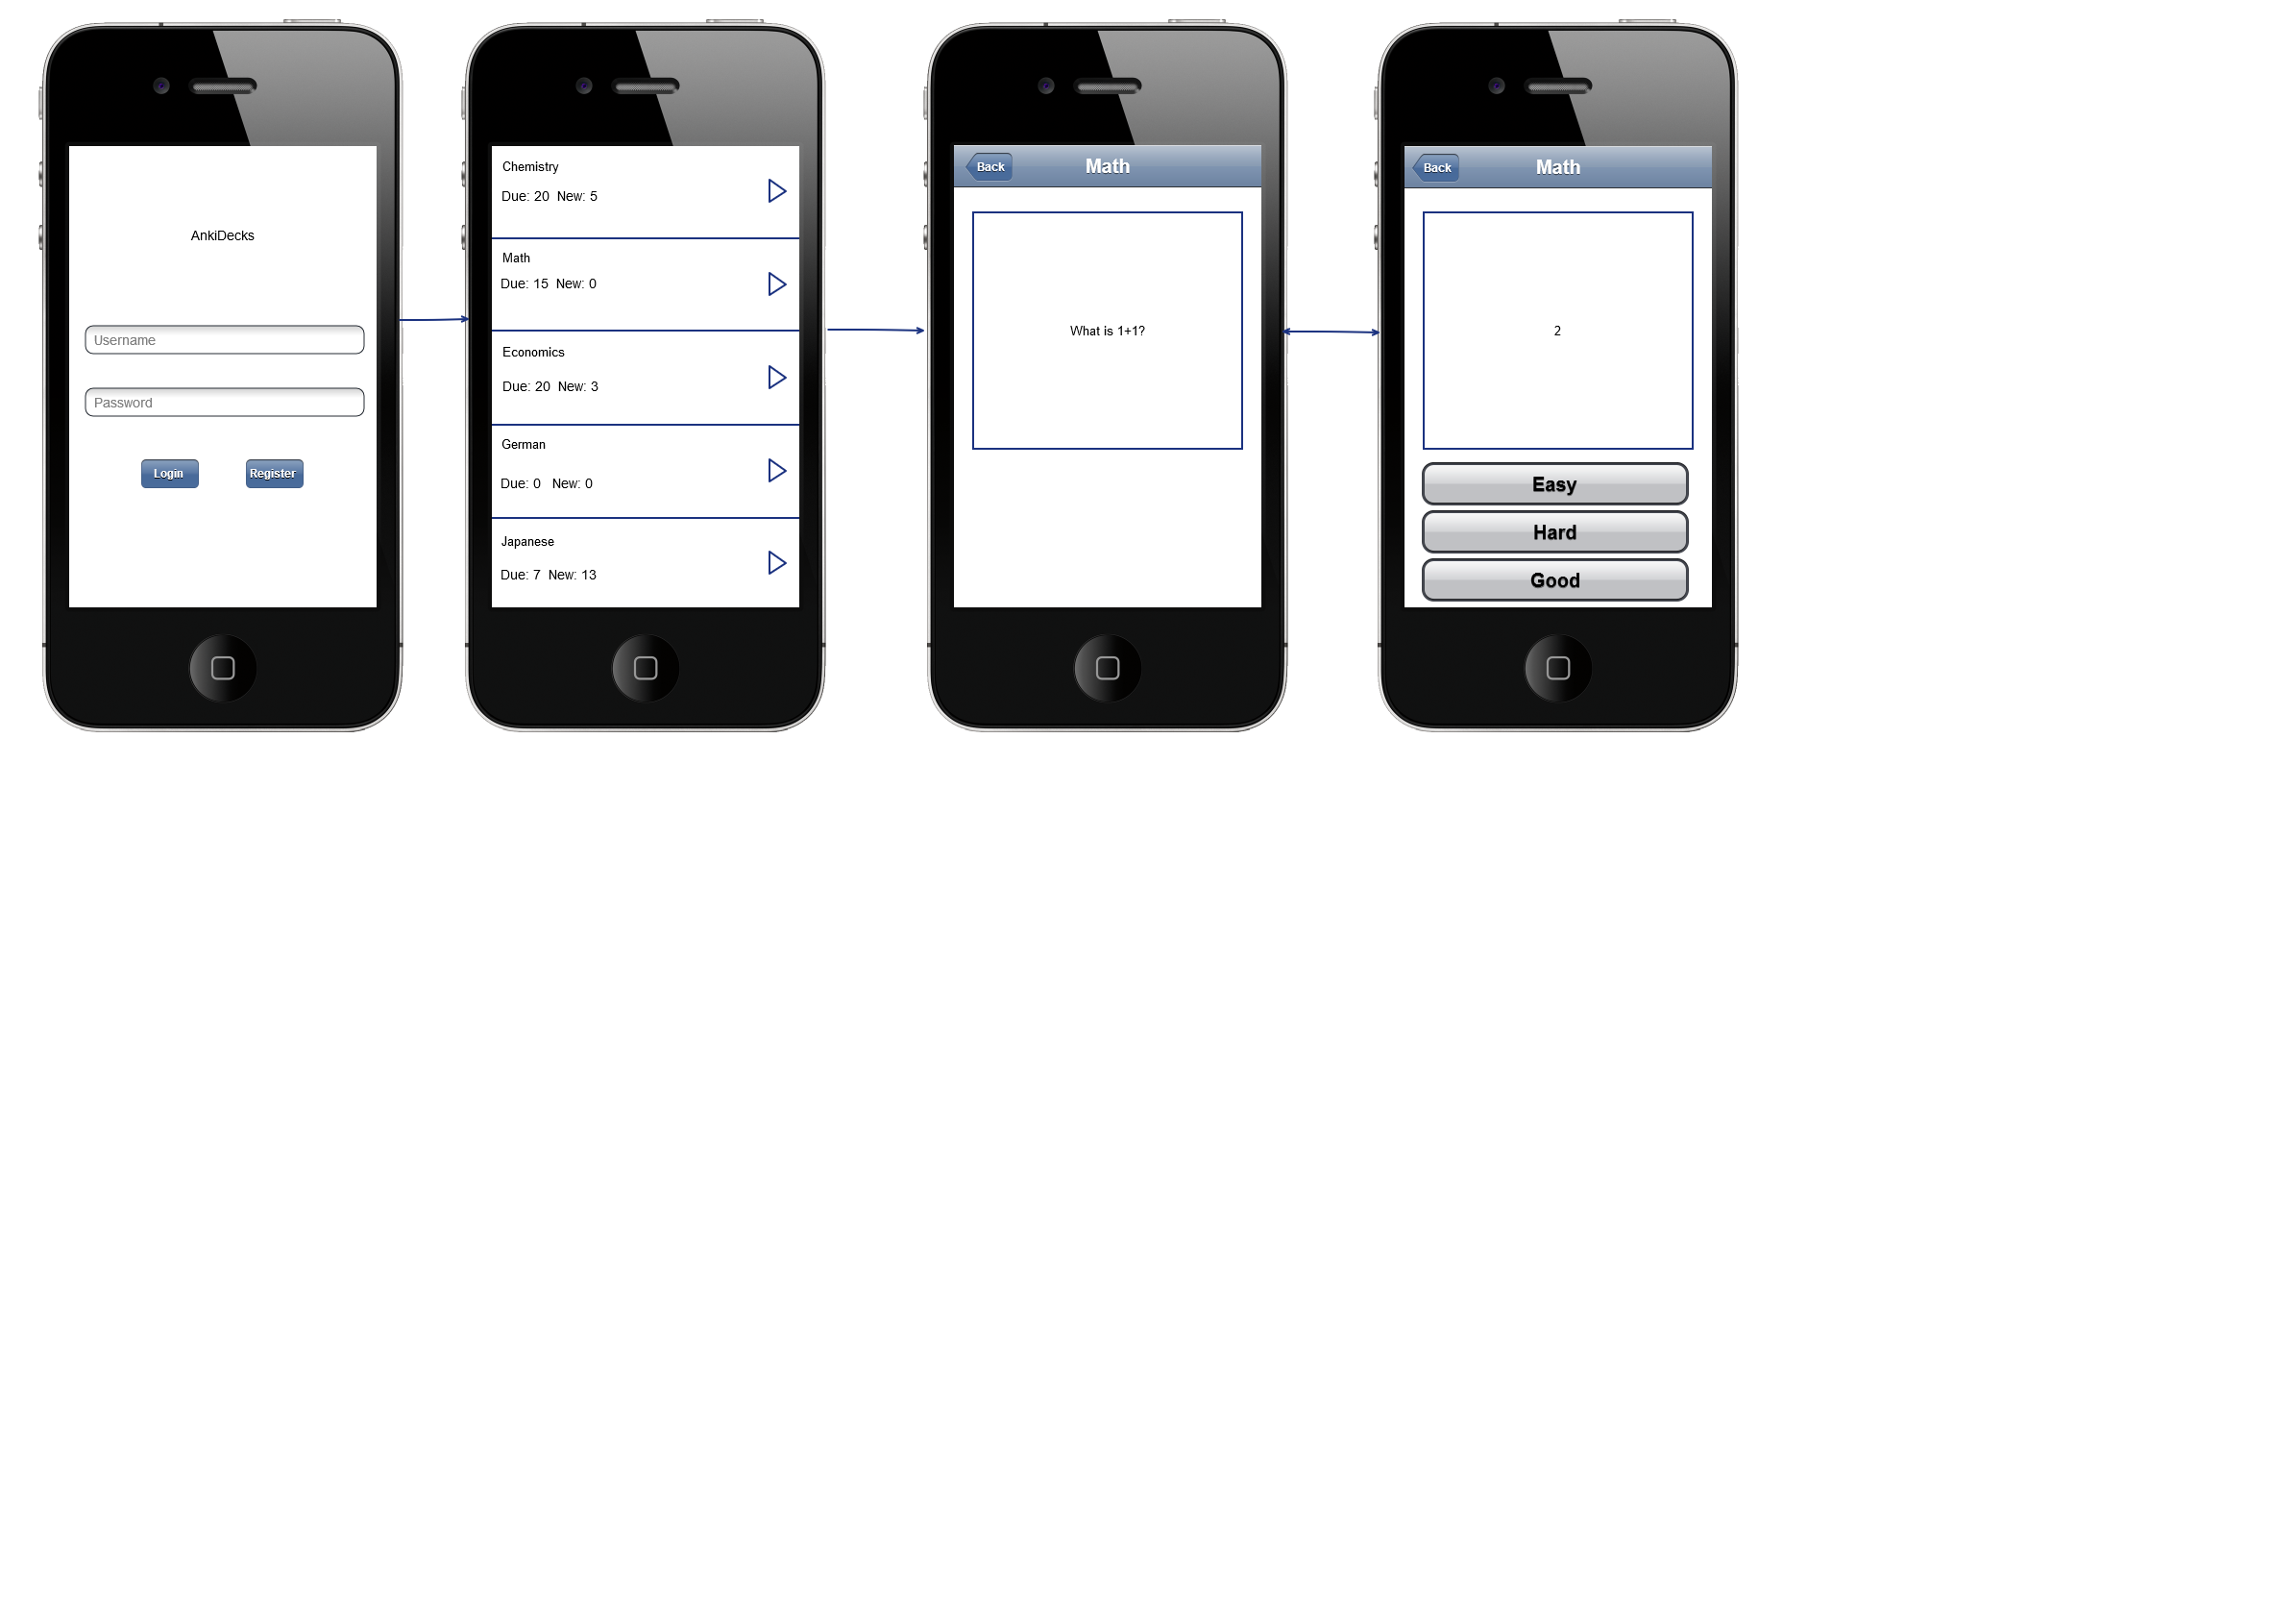 AnkiDecks
Username
Password
Login
Register
Chemistry
Due: 20  New: 5
Math
Due: 15  New: 0
Economics
Due: 20  New: 3
German
Due: 0   New: 0
Japanese
Due: 7  New: 13
Back
Math
What is 1+1?
Back
Math
2
Easy
Hard
Good